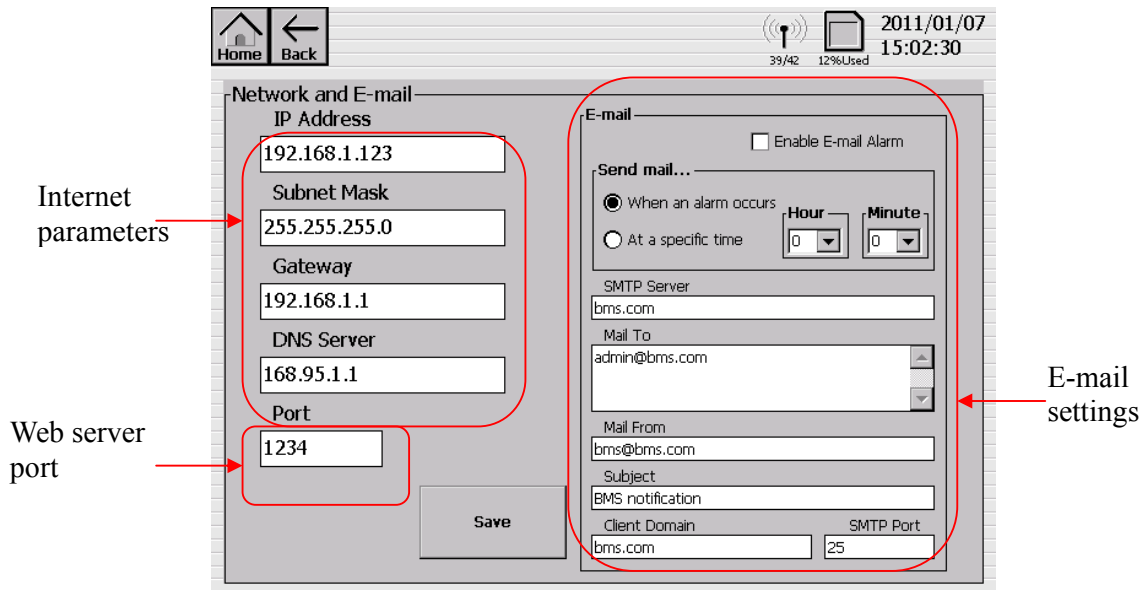 Home
Back
39/42
12%Used
2011/01/07
15:02:30
Network and E-mail
IP Address
192.168.1.123
Subnet Mask
255.255.255.0
Gateway
192.168.1.1
DNS Server
168.95.1.1
Port
1234
Save
E-mail
Enable E-mail Alarm
Send mail...
When an alarm occurs
At a specific time
Hour
0
Minute
0
SMTP Server
bms.com
Mail To
admin@bms.com
Mail From
bms@bms.com
Subject
BMS notification
Client Domain
bms.com
SMTP Port
25
Internet
parameters
Web server
port
E-mail
settings